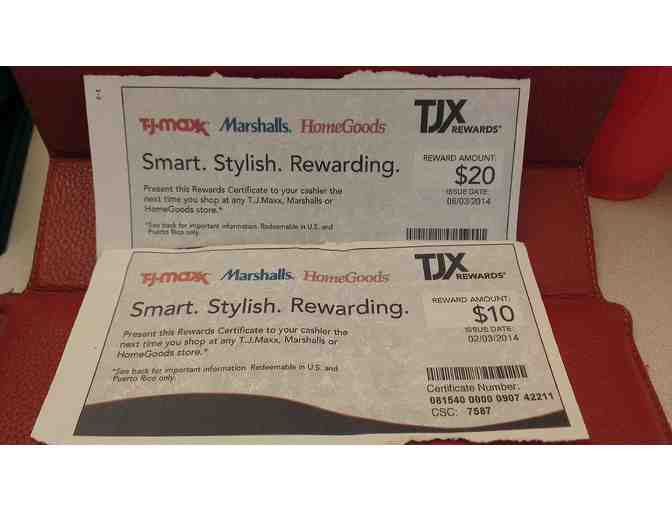 T·J·maxx Marshalls. HomeGoods TJX REWARDS®
Smart. Stylish. Rewarding.
REWARD AMOUNT:
$20
ISSUE DATE:
08/03/2014
Present this Rewards Certificate to your cashier the
next time you shop at any T.J.Maxx, Marshalls or
HomeGoods store.*
*See back for important information. Redeemable in U.S. and
Puerto Rico only.
T·J·maxx Marshalls. HomeGoods TJX REWARDS®
Smart. Stylish. Rewarding.
REWARD AMOUNT:
$10
ISSUE DATE:
02/03/2014
Present this Rewards Certificate to your cashier the
next time you shop at any T.J.Maxx, Marshalls or
HomeGoods store.*
*See back for important information. Redeemable in U.S. and
Puerto Rico only.
Certificate Number:
081540 0000 0907 42211
CSC: 7587